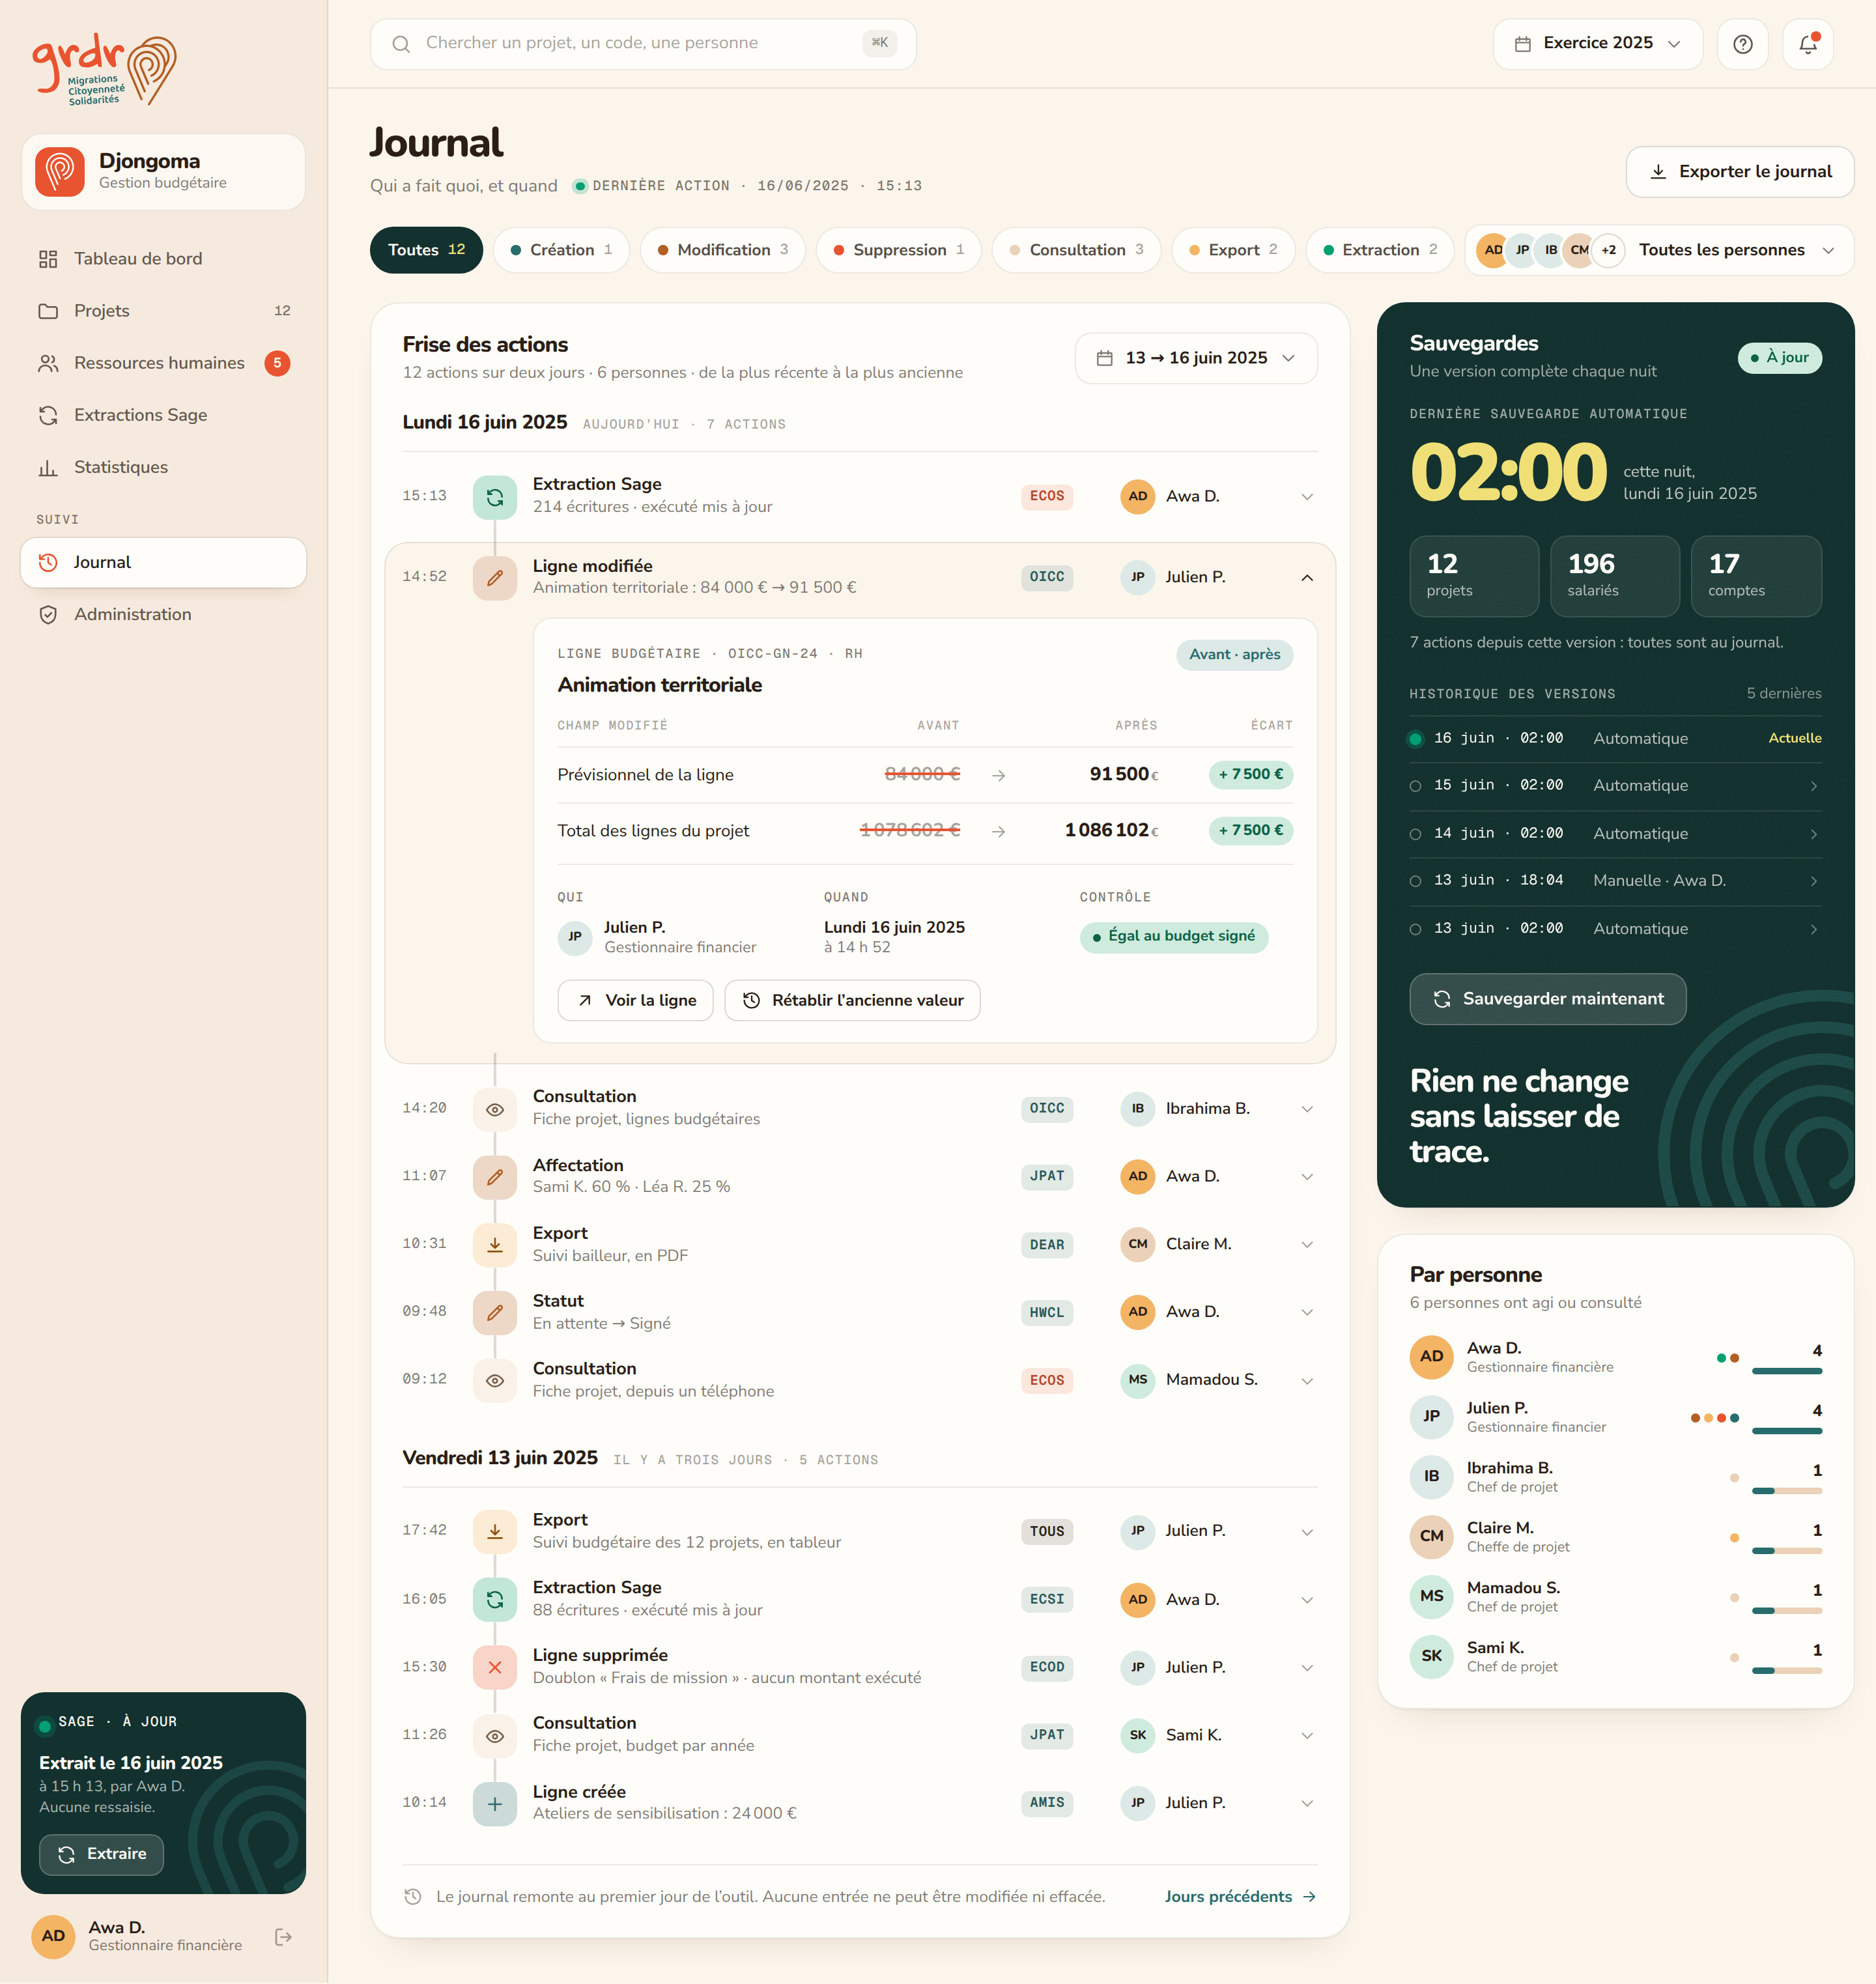 grdr
Migrations
Citoyenneté
Solidarités
Djongoma
Gestion budgétaire
Tableau de bord
Projets 12
Ressources humaines 5
Extractions Sage
Statistiques
SUIVI
Journal
Administration
SAGE · À JOUR
Extrait le 16 juin 2025
à 15 h 13, par Awa D.
Aucune ressaisie.
Extraire
AD Awa D.
Gestionnaire financière
Chercher un projet, un code, une personne ⌘K
Exercice 2025
Journal
Qui a fait quoi, et quand DERNIÈRE ACTION · 16/06/2025 · 15:13
Exporter le journal
Toutes 12 Création 1 Modification 3 Suppression 1 Consultation 3 Export 2 Extraction 2
AD JP IB CM +2 Toutes les personnes
Frise des actions
12 actions sur deux jours · 6 personnes · de la plus récente à la plus ancienne
13 → 16 juin 2025
Lundi 16 juin 2025 AUJOURD'HUI · 7 ACTIONS
15:13 Extraction Sage ECOS AD Awa D.
214 écritures · exécuté mis à jour
14:52 Ligne modifiée OICC JP Julien P.
Animation territoriale : 84 000 € → 91 500 €
LIGNE BUDGÉTAIRE · OICC-GN-24 · RH Avant · après
Animation territoriale
CHAMP MODIFIÉ AVANT APRÈS ÉCART
Prévisionnel de la ligne 84 000 € → 91 500 € + 7 500 €
Total des lignes du projet 1 078 602 € → 1 086 102 € + 7 500 €
QUI QUAND CONTRÔLE
JP Julien P. Lundi 16 juin 2025 Égal au budget signé
Gestionnaire financier à 14 h 52
Voir la ligne Rétablir l’ancienne valeur
14:20 Consultation OICC IB Ibrahima B.
Fiche projet, lignes budgétaires
11:07 Affectation JPAT AD Awa D.
Sami K. 60 % · Léa R. 25 %
10:31 Export DEAR CM Claire M.
Suivi bailleur, en PDF
09:48 Statut HWCL AD Awa D.
En attente → Signé
09:12 Consultation ECOS MS Mamadou S.
Fiche projet, depuis un téléphone
Vendredi 13 juin 2025 IL Y A TROIS JOURS · 5 ACTIONS
17:42 Export TOUS JP Julien P.
Suivi budgétaire des 12 projets, en tableur
16:05 Extraction Sage ECSI AD Awa D.
88 écritures · exécuté mis à jour
15:30 Ligne supprimée ECOD JP Julien P.
Doublon « Frais de mission » · aucun montant exécuté
11:26 Consultation JPAT SK Sami K.
Fiche projet, budget par année
10:14 Ligne créée AMIS JP Julien P.
Ateliers de sensibilisation : 24 000 €
Le journal remonte au premier jour de l’outil. Aucune entrée ne peut être modifiée ni effacée. Jours précédents →
Sauvegardes
Une version complète chaque nuit
À jour
DERNIÈRE SAUVEGARDE AUTOMATIQUE
02:00 cette nuit,
lundi 16 juin 2025
12 196 17
projets salariés comptes
7 actions depuis cette version : toutes sont au journal.
HISTORIQUE DES VERSIONS 5 dernières
16 juin · 02:00 Automatique Actuelle
15 juin · 02:00 Automatique
14 juin · 02:00 Automatique
13 juin · 18:04 Manuelle · Awa D.
13 juin · 02:00 Automatique
Sauvegarder maintenant
Rien ne change
sans laisser de
trace.
Par personne
6 personnes ont agi ou consulté
AD Awa D. 4
Gestionnaire financière
JP Julien P. 4
Gestionnaire financier
IB Ibrahima B. 1
Chef de projet
CM Claire M. 1
Cheffe de projet
MS Mamadou S. 1
Chef de projet
SK Sami K. 1
Chef de projet